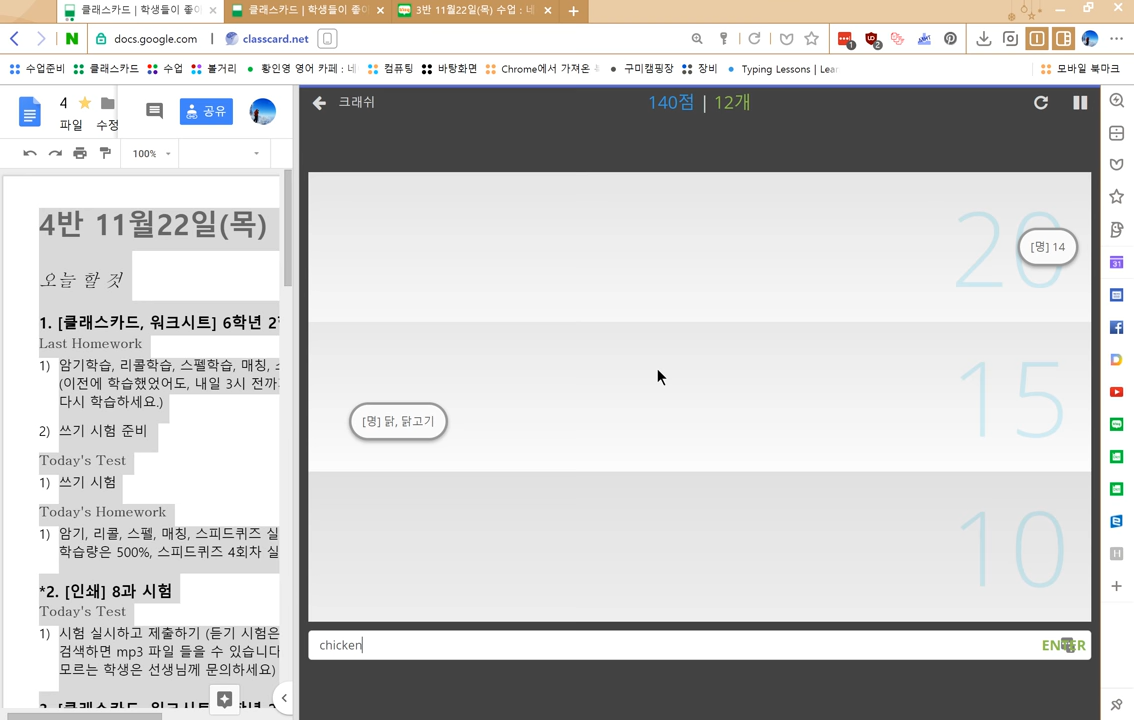 클래스카드 | 학생들이 좋아
클래스카드 | 학생들이 좋아
3반 11월22일(목) 수업 : 네
docs.google.com | classcard.net
수업준비 클래스카드 수업 볼거리 황인영 영어 카페 : 네 컴퓨팅 바탕화면 Chrome에서 가져온 구미캠핑장 장비 Typing Lessons | Lear 모바일 북마크
4
공유
파일 수정
100%
크래쉬
140점 | 12개
4반 11월22일(목)
오늘 할 것
1. [클래스카드, 워크시트] 6학년 2
Last Homework
1) 암기학습, 리콜학습, 스펠학습, 매칭,
(이전에 학습했었어도, 내일 3시 전까
다시 학습하세요.)
2) 쓰기 시험 준비
Today's Test
1) 쓰기 시험
Today's Homework
1) 암기, 리콜, 스펠, 매칭, 스피드퀴즈 실
학습량은 500%, 스피드퀴즈 4회차 실
*2. [인쇄] 8과 시험
Today's Test
1) 시험 실시하고 제출하기 (듣기 시험은
검색하면 mp3 파일 들을 수 있습니다
모르는 학생은 선생님께 문의하세요)
20
[명] 14
15
[명] 닭, 닭고기
10
chicken
ENTER